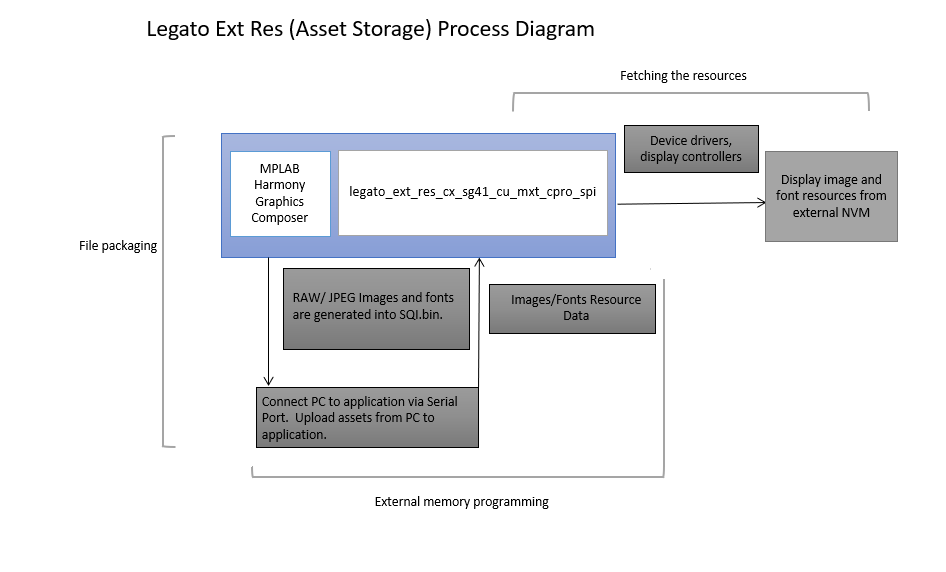 Legato Ext Res (Asset Storage) Process Diagram
Fetching the resources
Device drivers,
display controllers
MPLAB
Harmony
Graphics
Composer
legato_ext_res_cx_sg41_cu_mxt_cpro_spi
Display image and
font resources from
external NVM
File packaging
RAW/ JPEG Images and fonts
are generated into SQI.bin.
Images/Fonts Resource
Data
Connect PC to application via Serial
Port.  Upload assets from PC to
application.
External memory programming